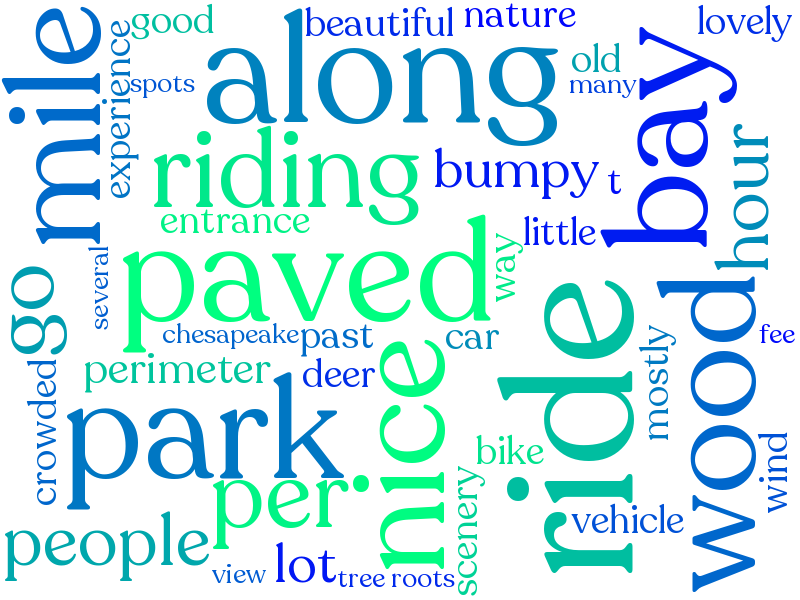 mile
experience
good
spots
along
beautiful
nature
lovely
old
many
bay
riding
bumpy
t
hour
entrance
little
paved
way
several
go
chesapeake
past
car
fee
perimeter
deer
nice
ride
mostly
wood
crowded
park
per
bike
wind
scenery
vehicle
people
view
lot
tree roots